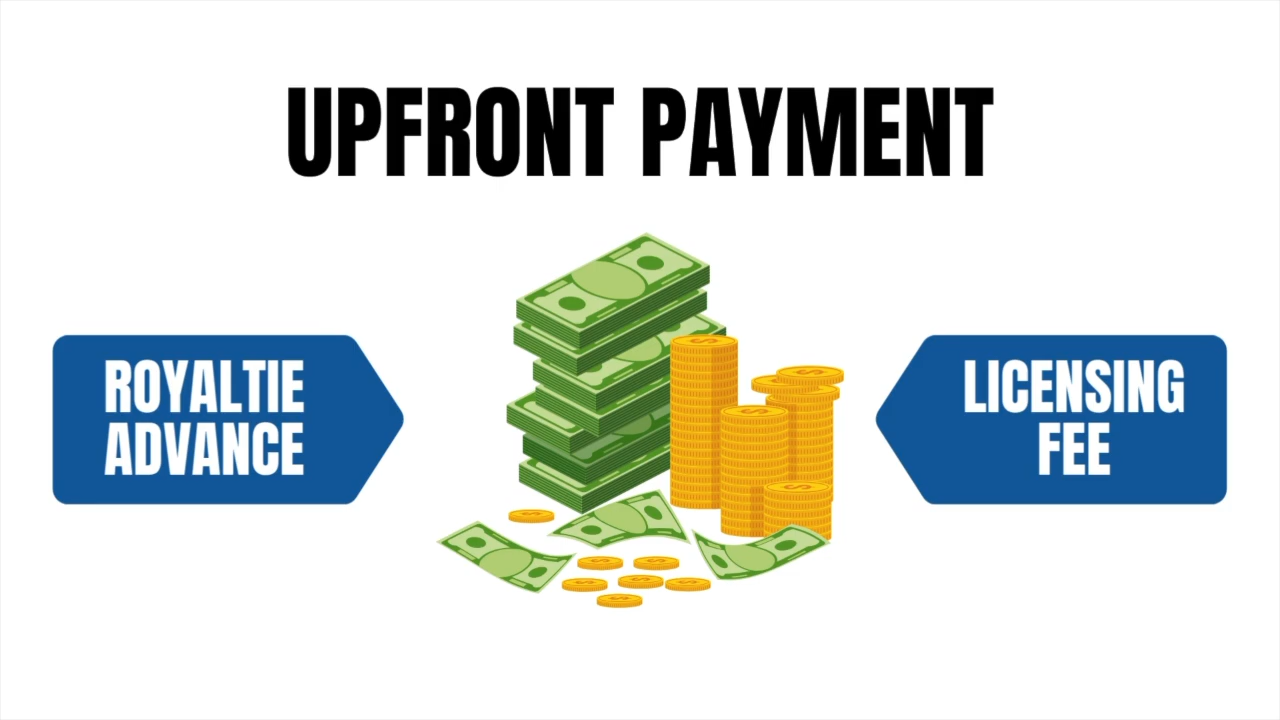 UPFRONT PAYMENT
ROYALTIE
ADVANCE
LICENSING
FEE